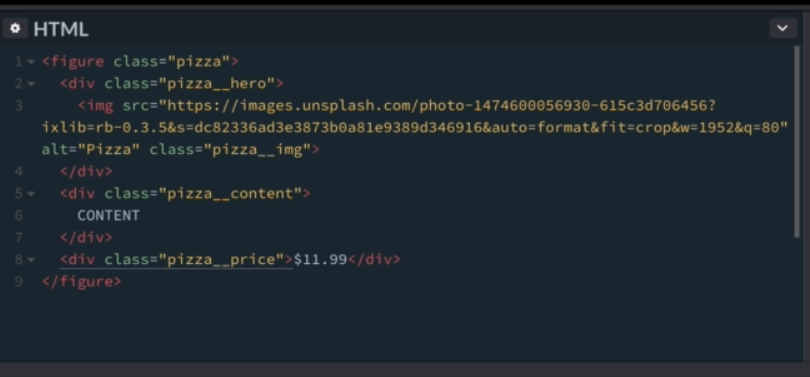 HTML
1 <figure class="pizza">
2 <div class="pizza__hero">
3 <img src="https://images.unsplash.com/photo-1474600056930-615c3d706456?
ixlib=rb-0.3.5&s=dc82336ad3e3873b0a81e9389d346916&auto=format&fit=crop&w=1952&q=80"
alt="Pizza" class="pizza__img">
4 </div>
5 <div class="pizza__content">
6 CONTENT
7 </div>
8 <div class="pizza__price">$11.99</div>
9 </figure>